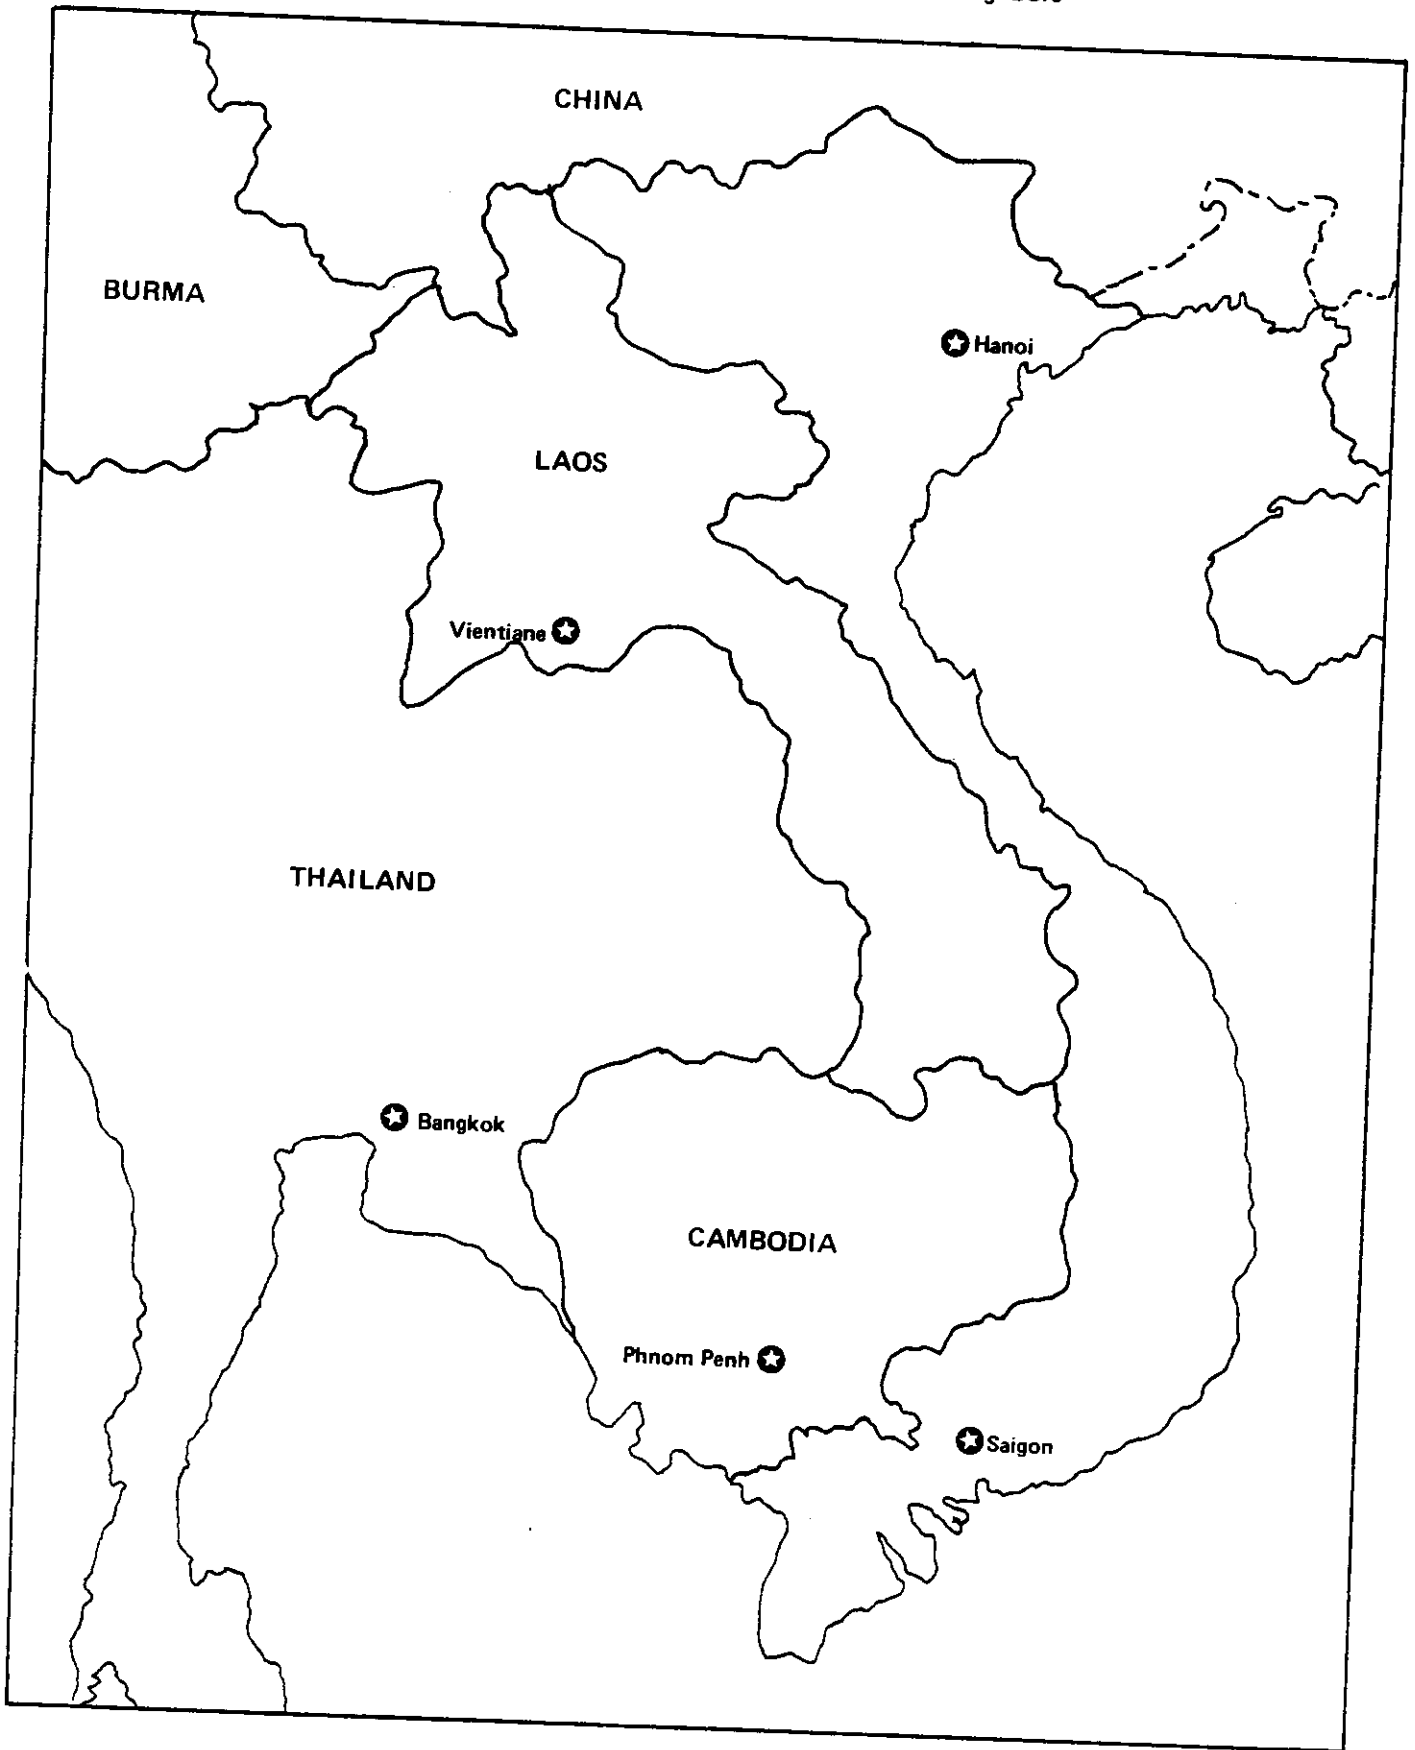 CHINA
BURMA
Hanoi
LAOS
Vientiane
THAILAND
Bangkok
CAMBODIA
Phnom Penh
Saigon